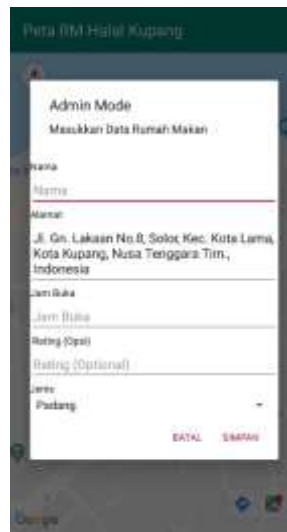 Peta RM Halal Kupang
Admin Mode
Masukkan Data Rumah Makan
Nama
Nama
Alamat
Jl. Gn. Lakaan No.8, Solor, Kec. Kota Lama,
Kota Kupang, Nusa Tenggara Tim.,
Indonesia
Jam Buka
Jam Buka
Rating (Opsi)
Rating (Optional)
Jenis
Padang
BATAL SIMPAN
Google